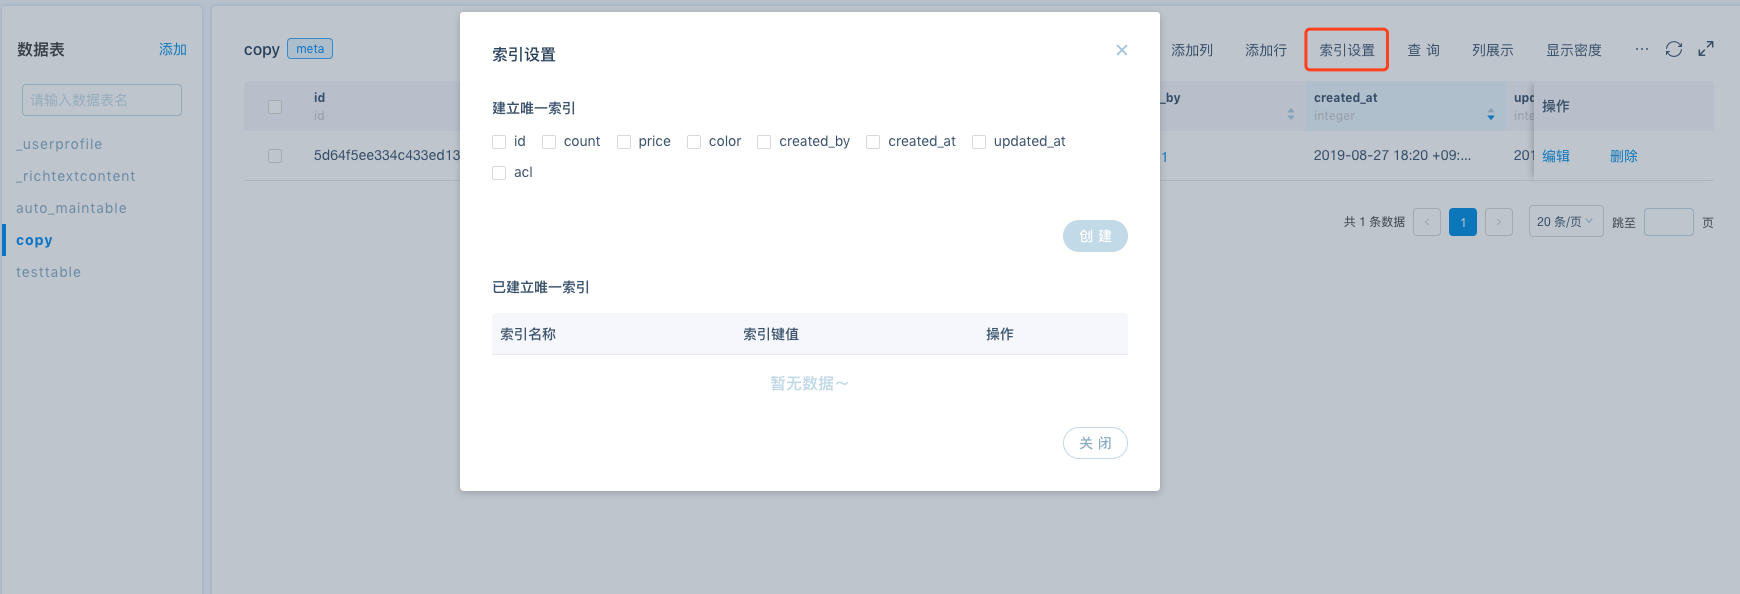 数据表 添加
请输入数据表名
_userprofile
_richtextcontent
auto_maintable
copy
testtable
copy meta
添加列 添加行 索引设置 查 询 列展示 显示密度 ···
id
id
_by
created_at
integer
upd
inte
操作
5d64f5ee334c433ed13
1
2019-08-27 18:20 +09:...
201
编辑 删除
共 1 条数据 < 1 > 20 条/页 跳至 页
索引设置
建立唯一索引
id count price color created_by created_at updated_at
acl
创 建
已建立唯一索引
索引名称 索引键值 操作
暂无数据～
关 闭